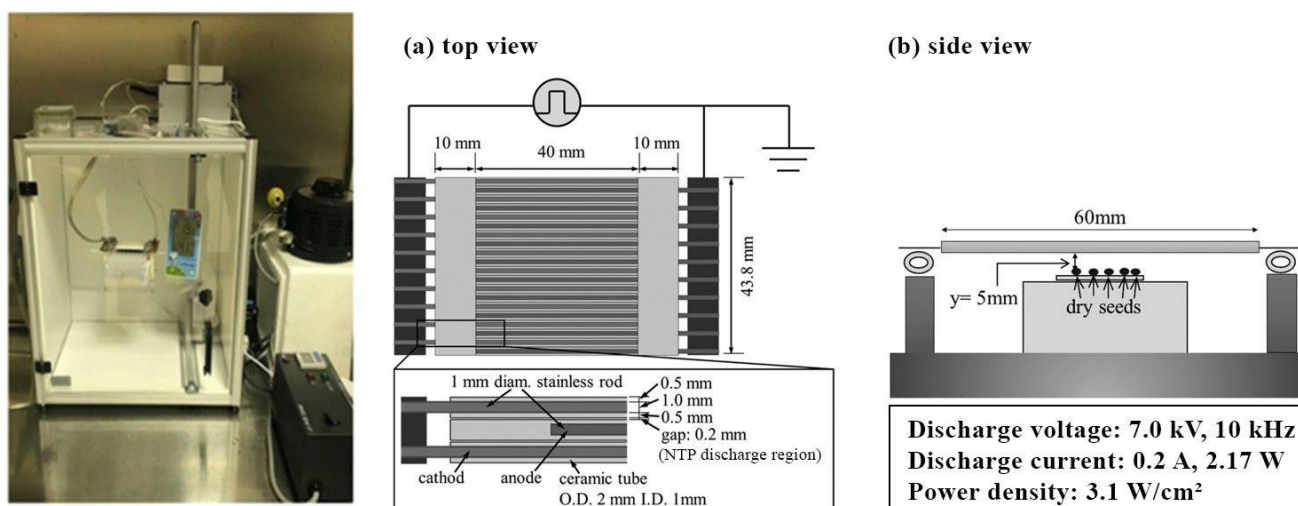 (a) top view
10 mm
40 mm
10 mm
43.8 mm
1 mm diam. stainless rod
0.5 mm
1.0 mm
0.5 mm
gap: 0.2 mm
(NTP discharge region)
cathod
anode
ceramic tube
O.D. 2 mm I.D. 1mm
(b) side view
60mm
y= 5mm
dry seeds
Discharge voltage: 7.0 kV, 10 kHz
Discharge current: 0.2 A, 2.17 W
Power density: 3.1 W/cm²